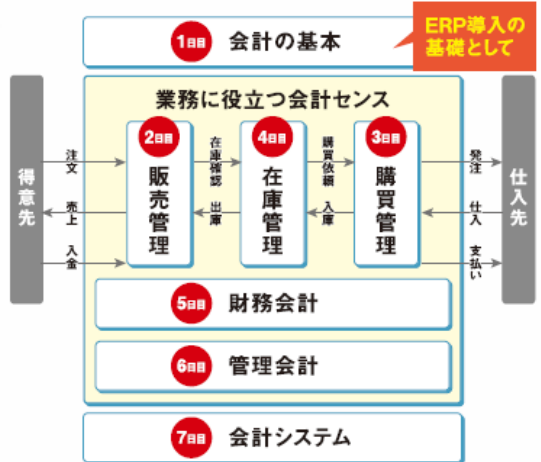 1日目 会計の基本
ERP導入の
基礎として
業務に役立つ会計センス
得意先
注文
売上
入金
2日目
販売管理
在庫確認
出庫
4日目
在庫管理
購買依頼
入庫
3日目
購買管理
発注
仕入
支払い
仕入先
5日目 財務会計
6日目 管理会計
7日目 会計システム